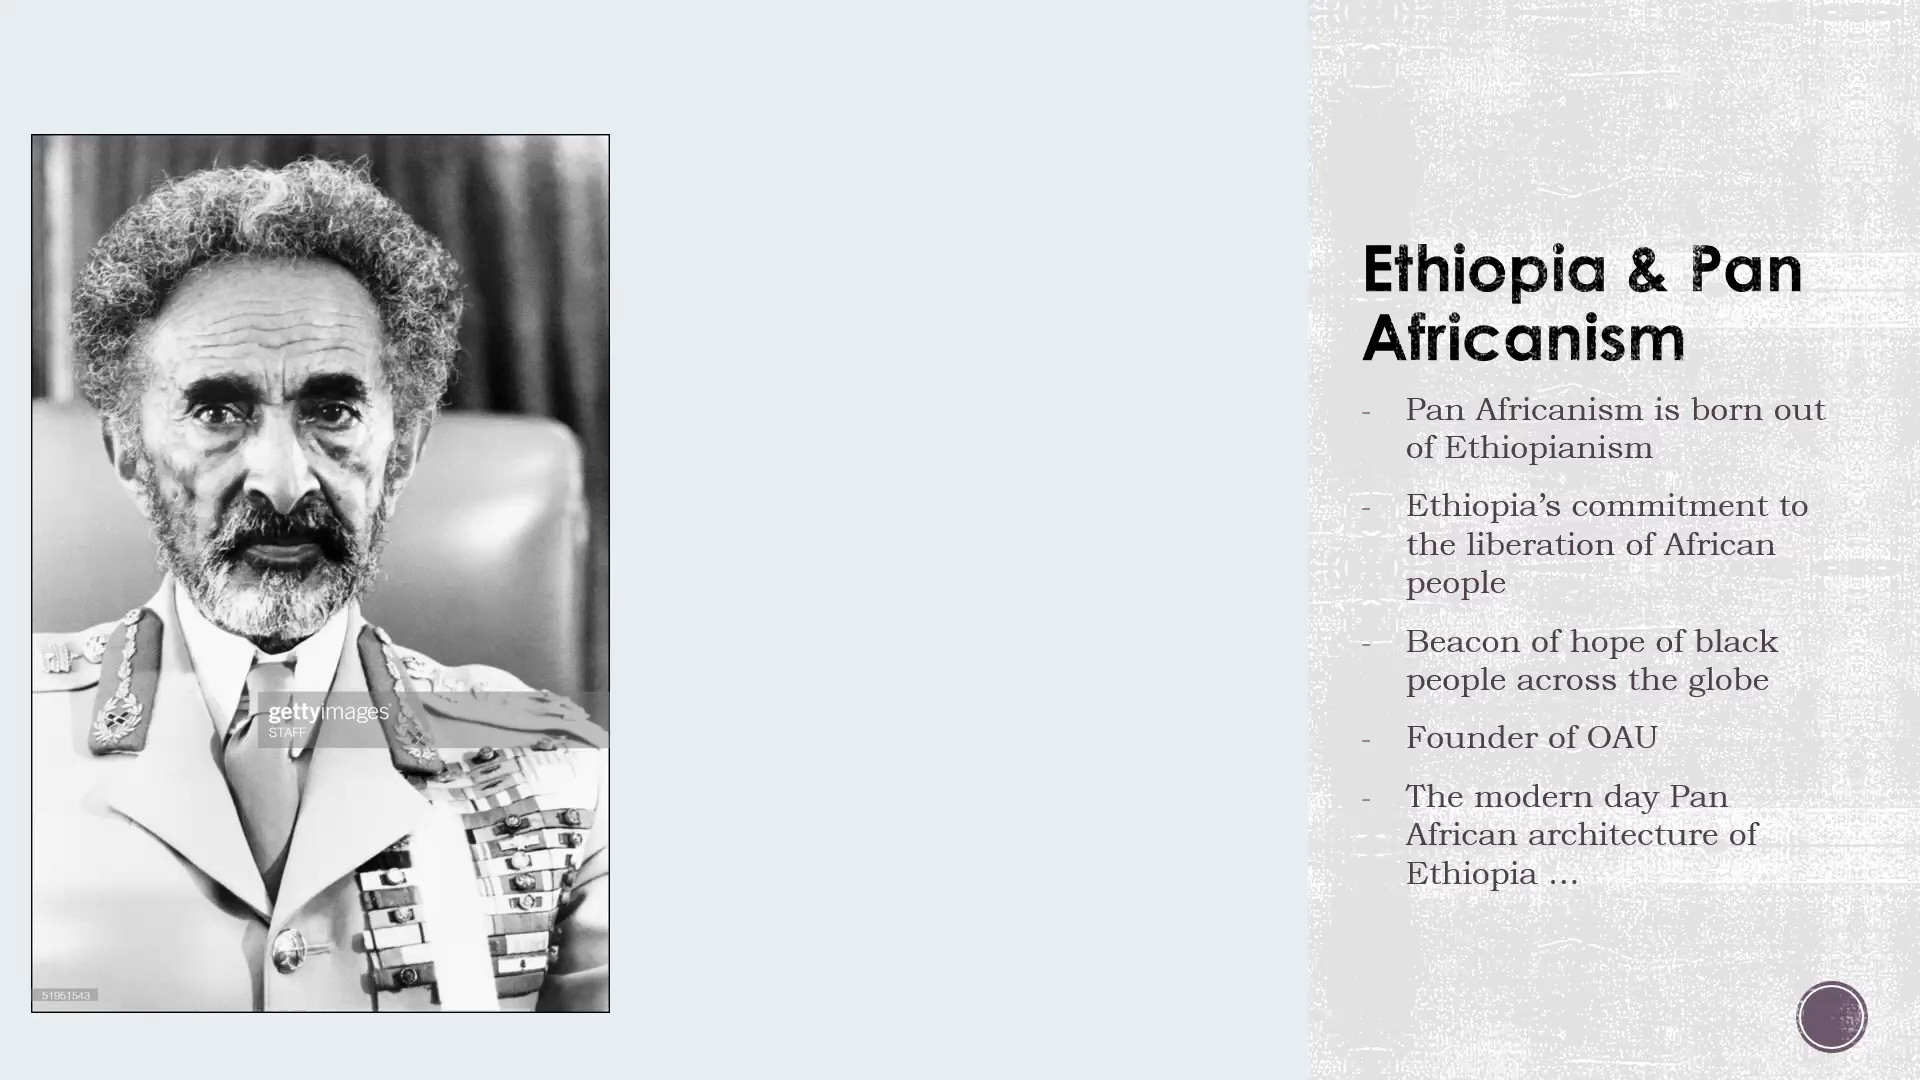 Ethiopia & Pan
Africanism
- Pan Africanism is born out
of Ethiopianism
- Ethiopia’s commitment to
the liberation of African
people
- Beacon of hope of black
people across the globe
- Founder of OAU
- The modern day Pan
African architecture of
Ethiopia …
gettyimages
STAFF
51951543